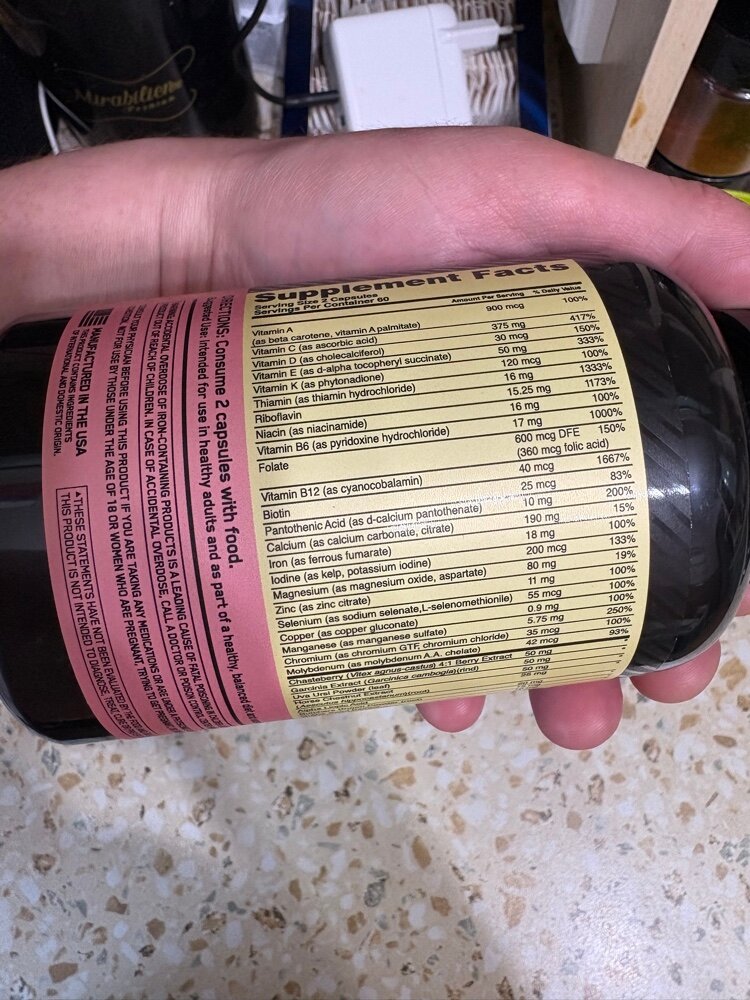 Mirabilien
Supplement Facts
Serving Size 2 Capsules
Servings Per Container 60
Amount Per Serving % Daily Value
Vitamin A 900 mcg 100%
(as beta carotene, vitamin A palmitate)
Vitamin C (as ascorbic acid) 375 mg 417%
Vitamin D (as cholecalciferol) 30 mcg 150%
Vitamin E (as d-alpha tocopheryl succinate) 50 mg 333%
Vitamin K (as phytonadione) 120 mcg 100%
Thiamin (as thiamin hydrochloride) 16 mg 1333%
Riboflavin 15.25 mg 1173%
Niacin (as niacinamide) 16 mg 100%
Vitamin B6 (as pyridoxine hydrochloride) 17 mg 1000%
Folate 600 mcg DFE 150%
(360 mcg folic acid)
Vitamin B12 (as cyanocobalamin) 40 mcg 1667%
Biotin 25 mcg 83%
Pantothenic Acid (as d-calcium pantothenate) 10 mg 200%
Calcium (as calcium carbonate, citrate) 190 mg 15%
Iron (as ferrous fumarate) 18 mg 100%
Iodine (as kelp, potassium iodine) 200 mcg 133%
Magnesium (as magnesium oxide, aspartate) 80 mg 19%
Zinc (as zinc citrate) 11 mg 100%
Selenium (as sodium selenate,L-selenomethionile) 55 mcg 100%
Copper (as copper gluconate) 0.9 mg 100%
Manganese (as manganese sulfate) 5.75 mg 250%
Chromium (as chromium GTF, chromium chloride) 35 mcg 100%
Molybdenum (as molybdenum A.A. chelate) 42 mcg 93%
Chasteberry (Vitex agnus-castus) 4:1 Berry Extract 50 mg
Garcinia Extract (Garcinica cambogia)(rind) 50 mg
Uva Ursi Powder (leaf)
DIRECTIONS: Consume 2 capsules with food.
Suggested Use: Intended for use in healthy adults and as part of a healthy, balanced diet
WARNING: ACCIDENTAL OVERDOSE OF IRON-CONTAINING PRODUCTS IS A LEADING CAUSE OF FATAL POISONING
OUT OF REACH OF CHILDREN. IN CASE OF ACCIDENTAL OVERDOSE, CALL A DOCTOR OR POISON CONTROL
YOUR PHYSICIAN BEFORE USING THIS PRODUCT IF YOU ARE TAKING ANY MEDICATIONS OR ARE UNDER
NOT FOR USE BY THOSE UNDER THE AGE OF 18 OR WOMEN WHO ARE PREGNANT, TRYING TO GET
MANUFACTURED IN THE USA
THIS PRODUCT CONTAINS INGREDIENTS
OF INTERNATIONAL AND DOMESTIC ORIGIN.
▲THESE STATEMENTS HAVE NOT BEEN EVALUATED BY THE
THIS PRODUCT IS NOT INTENDED TO DIAGNOSE, TREAT,